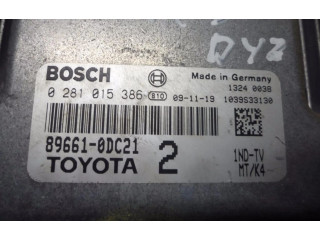 QYZ
BOSCH Made in Germany
1324 0038
0 281 015 386 B10 09-11-19 1039S33130
89661-0DC21
TOYOTA 2
1ND-TV
MT/K4